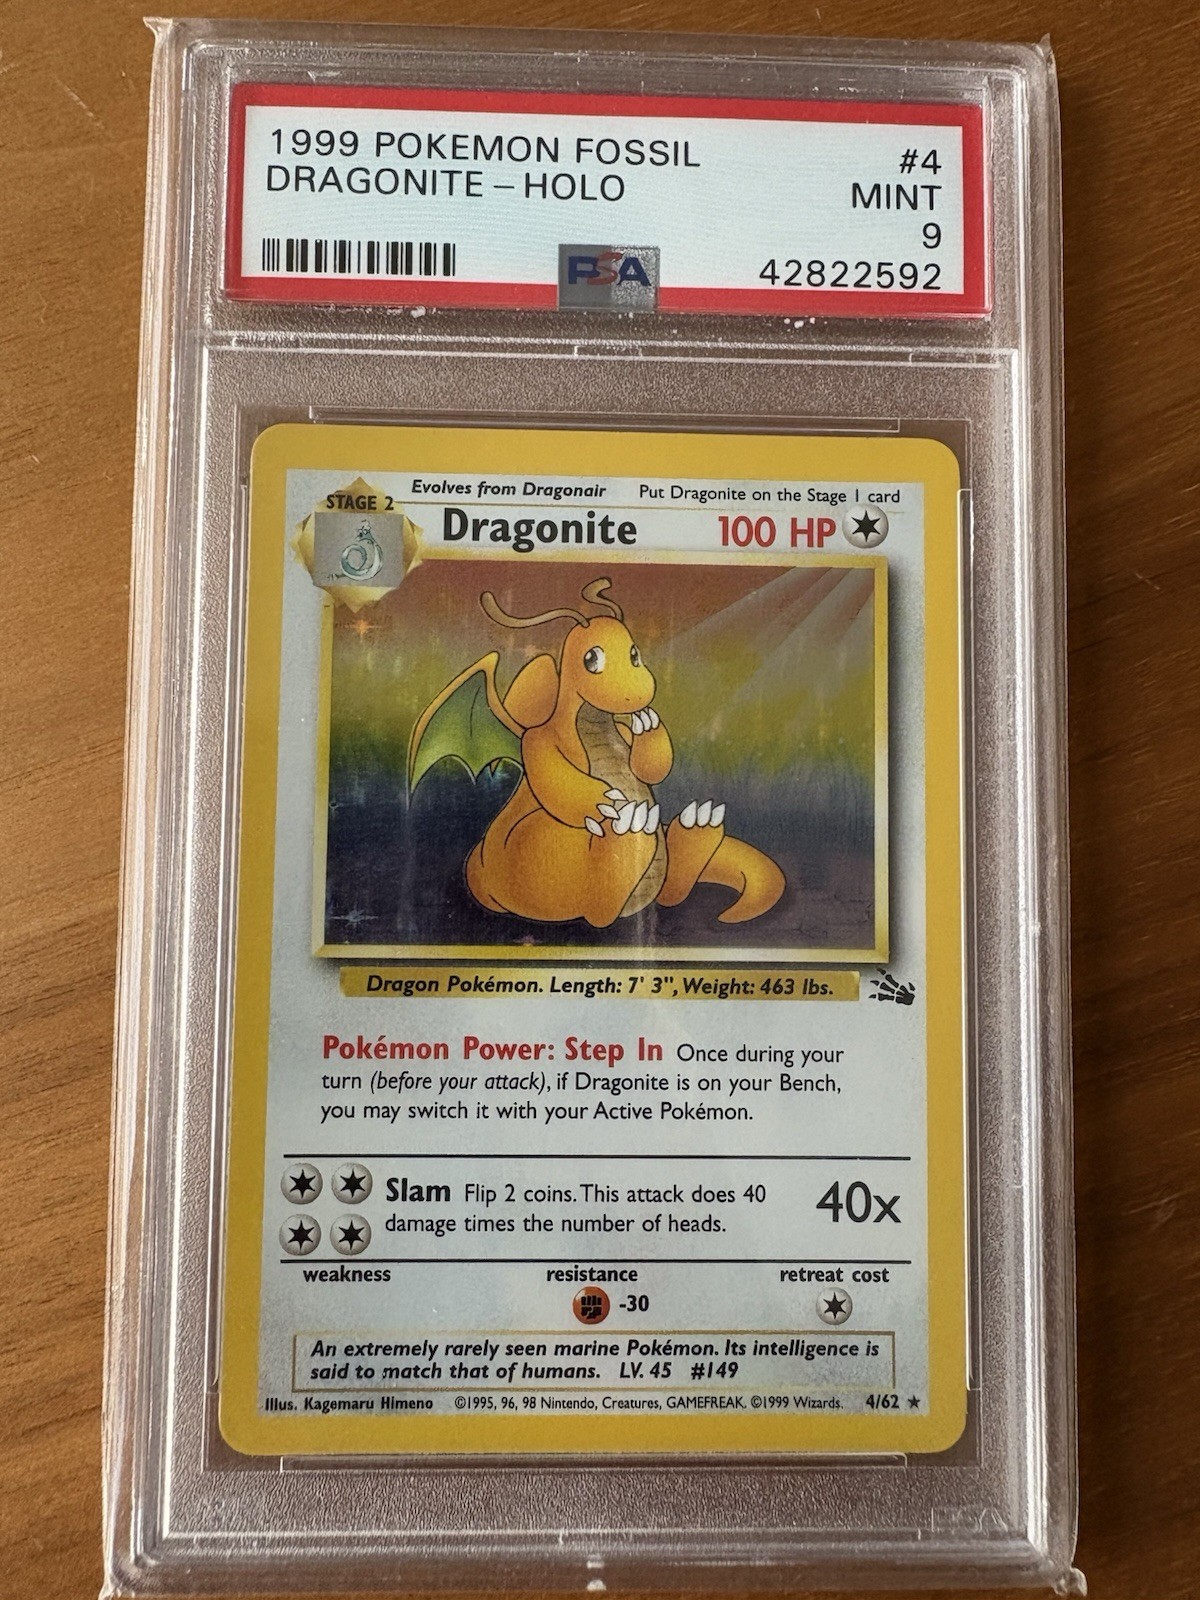 1999 POKEMON FOSSIL #4
DRAGONITE – HOLO MINT
9
PSA 42822592
STAGE 2 Evolves from Dragonair Put Dragonite on the Stage 1 card
Dragonite 100 HP
Dragon Pokémon. Length: 7' 3", Weight: 463 lbs.
Pokémon Power: Step In Once during your
turn (before your attack), if Dragonite is on your Bench,
you may switch it with your Active Pokémon.
Slam Flip 2 coins. This attack does 40
damage times the number of heads. 40x
weakness resistance retreat cost
-30
An extremely rarely seen marine Pokémon. Its intelligence is
said to match that of humans. LV. 45 #149
Illus. Kagemaru Himeno ©1995, 96, 98 Nintendo, Creatures, GAMEFREAK. ©1999 Wizards. 4/62 ★